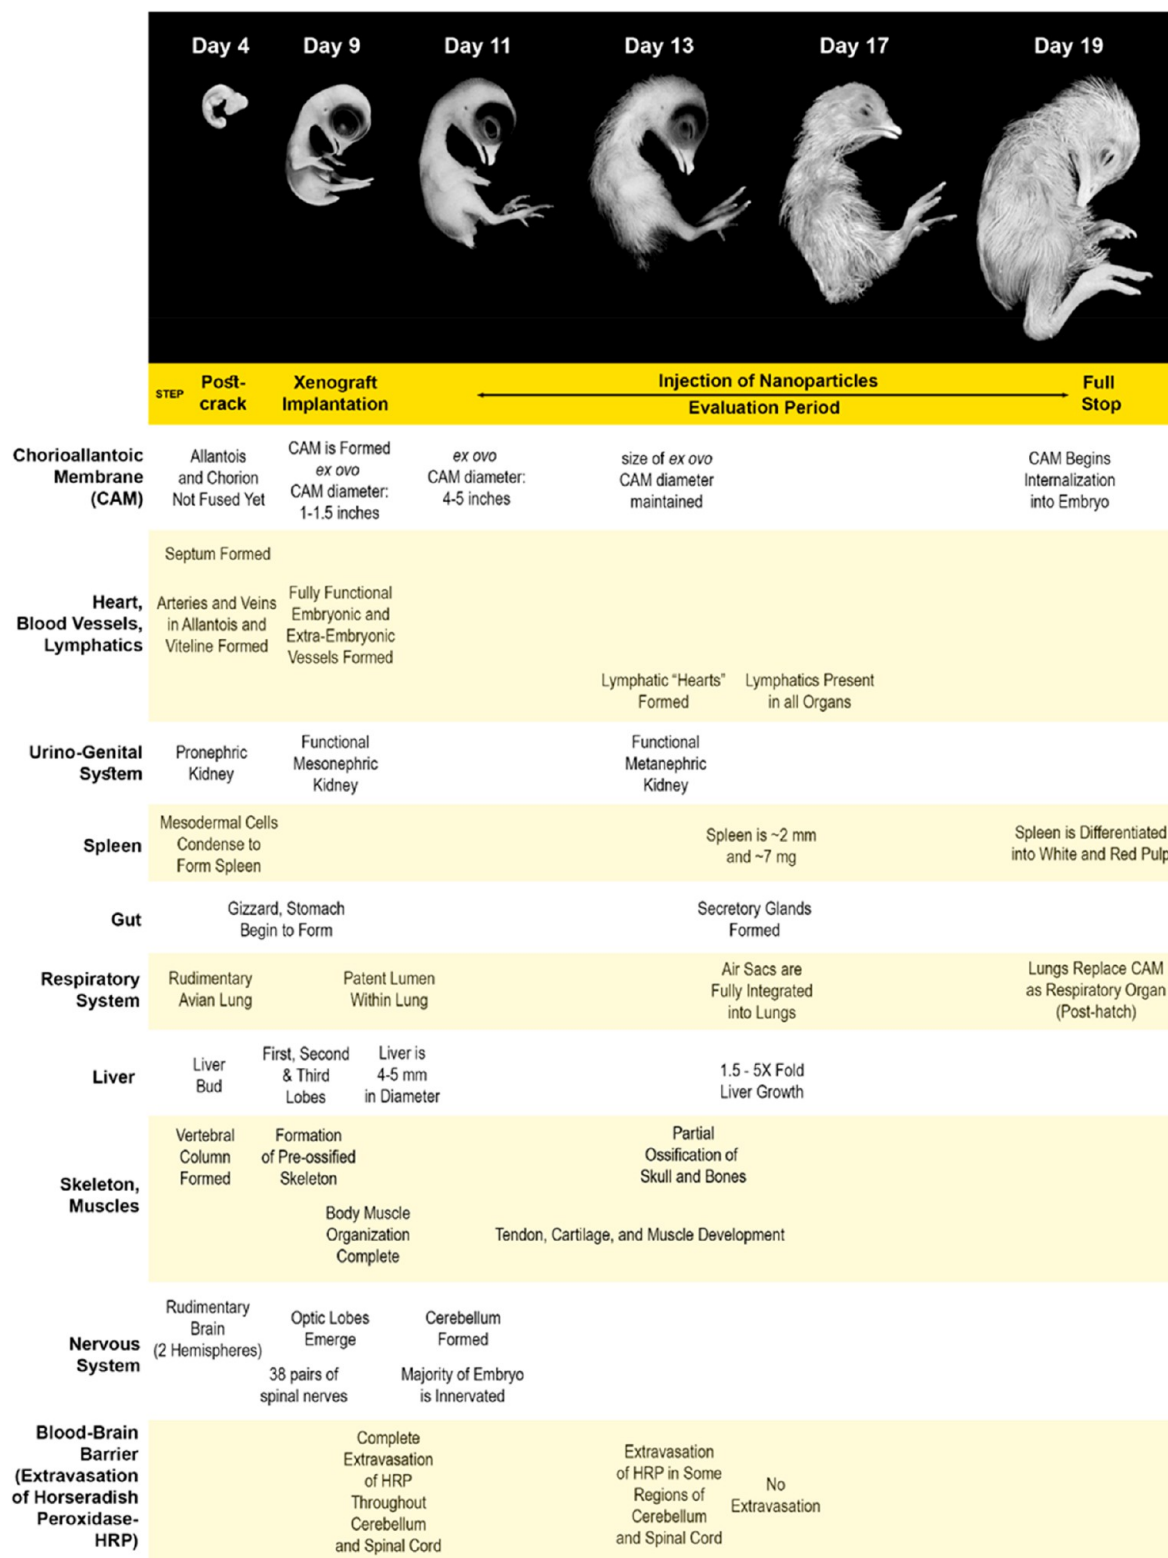 Day 4
Day 9
Day 11
Day 13
Day 17
Day 19
STEP
Post-
crack
Xenograft
Implantation
Injection of Nanoparticles
Evaluation Period
Full
Stop
Chorioallantoic
Membrane
(CAM)
Allantois
and Chorion
Not Fused Yet
CAM is Formed
ex ovo
CAM diameter:
1-1.5 inches
ex ovo
CAM diameter:
4-5 inches
size of ex ovo
CAM diameter
maintained
CAM Begins
Internalization
into Embryo
Heart,
Blood Vessels,
Lymphatics
Septum Formed
Arteries and Veins
in Allantois and
Viteline Formed
Fully Functional
Embryonic and
Extra-Embryonic
Vessels Formed
Lymphatic “Hearts”
Formed
Lymphatics Present
in all Organs
Urino-Genital
System
Pronephric
Kidney
Functional
Mesonephric
Kidney
Functional
Metanephric
Kidney
Spleen
Mesodermal Cells
Condense to
Form Spleen
Spleen is ~2 mm
and ~7 mg
Spleen is Differentiated
into White and Red Pulp
Gut
Gizzard, Stomach
Begin to Form
Secretory Glands
Formed
Respiratory
System
Rudimentary
Avian Lung
Patent Lumen
Within Lung
Air Sacs are
Fully Integrated
into Lungs
Lungs Replace CAM
as Respiratory Organ
(Post-hatch)
Liver
Liver
Bud
First, Second
& Third
Lobes
Liver is
4-5 mm
in Diameter
1.5 - 5X Fold
Liver Growth
Skeleton,
Muscles
Vertebral
Column
Formed
Formation
of Pre-ossified
Skeleton
Partial
Ossification of
Skull and Bones
Body Muscle
Organization
Complete
Tendon, Cartilage, and Muscle Development
Nervous
System
Rudimentary
Brain
(2 Hemispheres)
Optic Lobes
Emerge
Cerebellum
Formed
38 pairs of
spinal nerves
Majority of Embryo
is Innervated
Blood-Brain
Barrier
(Extravasation
of Horseradish
Peroxidase-
HRP)
Complete
Extravasation
of HRP
Throughout
Cerebellum
and Spinal Cord
Extravasation
of HRP in Some
Regions of
Cerebellum
and Spinal Cord
No
Extravasation